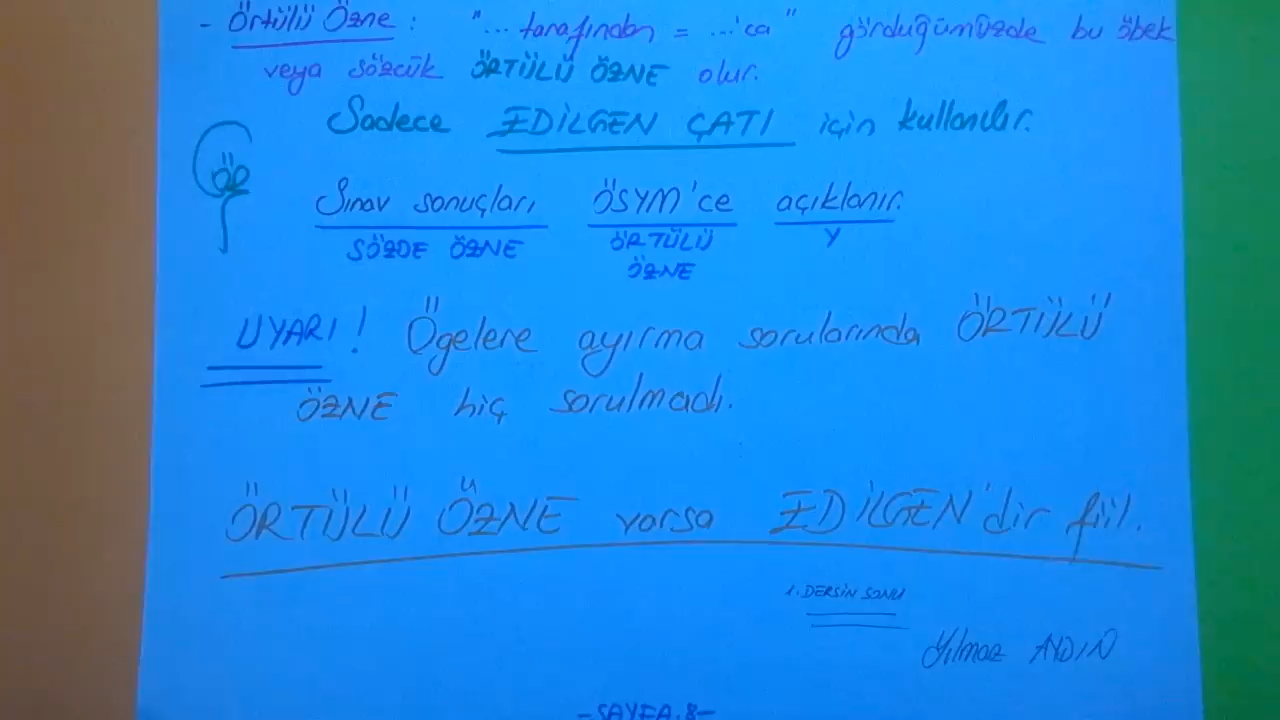 - Örtülü Özne : "... tarafından = ...'ca" gördüğümüzde bu öbek
veya sözcük ÖRTÜLÜ ÖZNE olur.
Sadece EDİLGEN ÇATI için kullanılır.
ÖR
Sınav sonuçları ÖSYM'ce açıklanır.
SÖZDE ÖZNE ÖRTÜLÜ Y
ÖZNE
UYARI! Ögelere ayırma sorularında ÖRTÜLÜ
ÖZNE hiç sorulmadı.
ÖRTÜLÜ ÖZNE varsa EDİLGEN'dir fiil.
1. DERSİN SONU
Yılmaz AYDIN
-SAYFA.8-